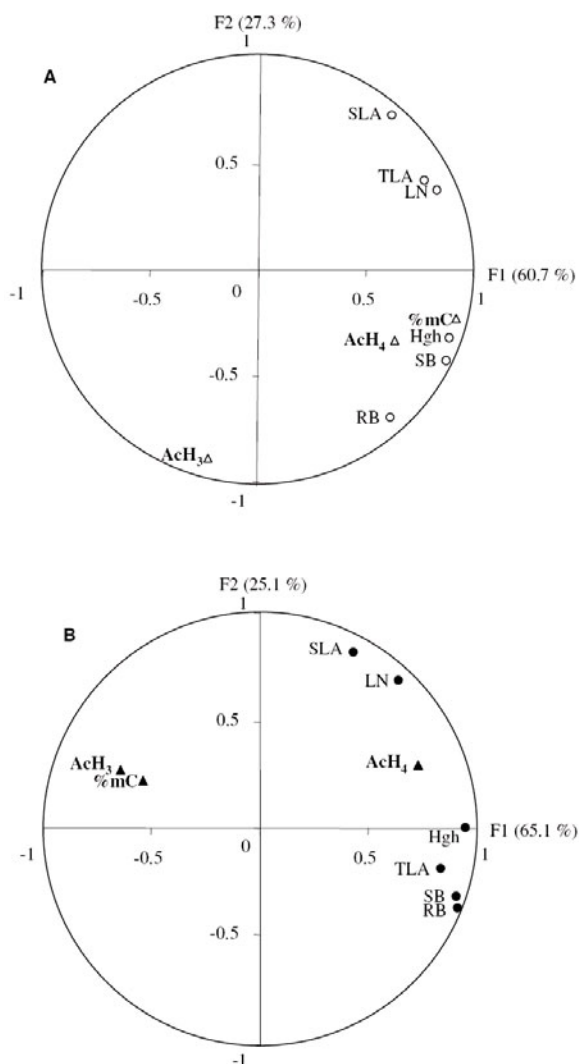 F2 (27.3 %)
1
A
SLA
0.5
TLA
LN
F1 (60.7 %)
-1
-0.5
0
0.5
1
%mC
AcH4
Hgh
SB
-0.5
RB
AcH3
-1
F2 (25.1 %)
1
B
SLA
LN
0.5
AcH3
%mC
AcH4
Hgh
F1 (65.1 %)
-1
-0.5
0
0.5
1
TLA
SB
RB
-0.5
-1